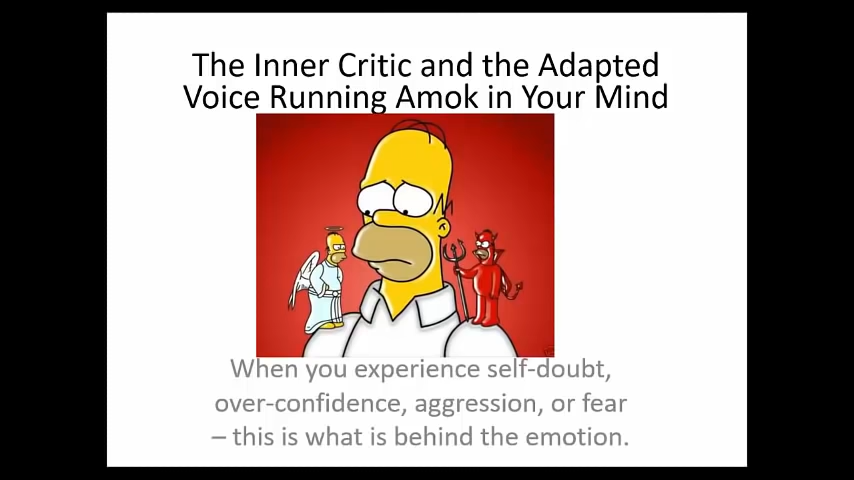 The Inner Critic and the Adapted
Voice Running Amok in Your Mind
When you experience self-doubt,
over-confidence, aggression, or fear
– this is what is behind the emotion.